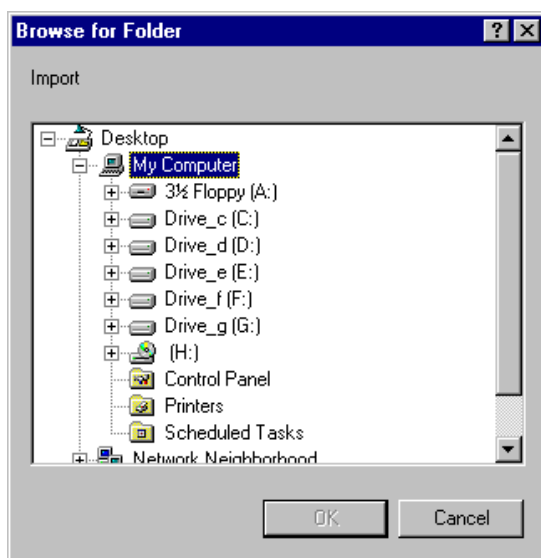 Browse for Folder
Import
Desktop
My Computer
3½ Floppy (A:)
Drive_c (C:)
Drive_d (D:)
Drive_e (E:)
Drive_f (F:)
Drive_g (G:)
(H:)
Control Panel
Printers
Scheduled Tasks
Network Neighborhood
OK Cancel